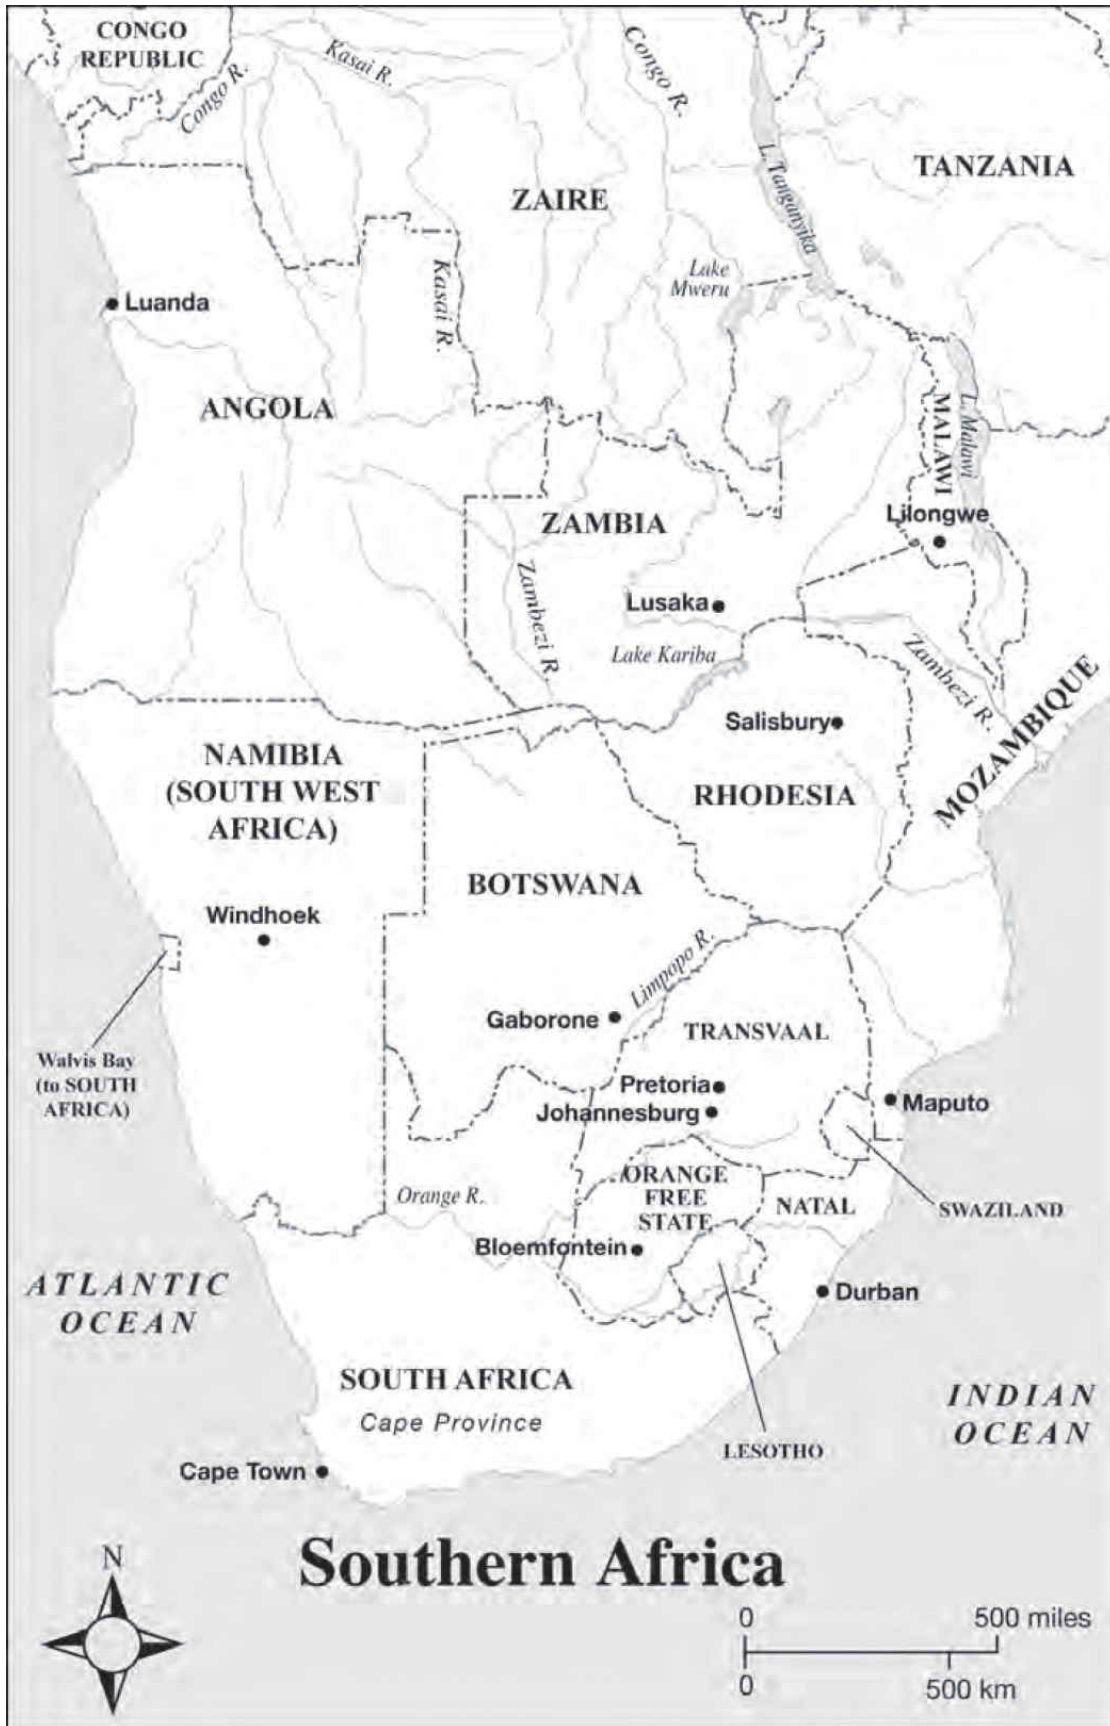 CONGO
REPUBLIC
Congo R.
Kasai R.
Congo R.
L. Tanganyika
TANZANIA
ZAIRE
Kasai R.
Lake
Mweru
Luanda
ANGOLA
MALAWI
L. Malawi
Lilongwe
ZAMBIA
Zambezi R.
Lusaka
Lake Kariba
Zambezi R.
MOZAMBIQUE
Salisbury
RHODESIA
NAMIBIA
(SOUTH WEST
AFRICA)
BOTSWANA
Windhoek
Limpopo R.
Gaborone
TRANSVAAL
Walvis Bay
(to SOUTH
AFRICA)
Pretoria
Johannesburg
Maputo
ORANGE
FREE
STATE
NATAL
SWAZILAND
Orange R.
Bloemfontein
Durban
ATLANTIC
OCEAN
SOUTH AFRICA
Cape Province
INDIAN
OCEAN
LESOTHO
Cape Town
Southern Africa
N
0 500 miles
0 500 km